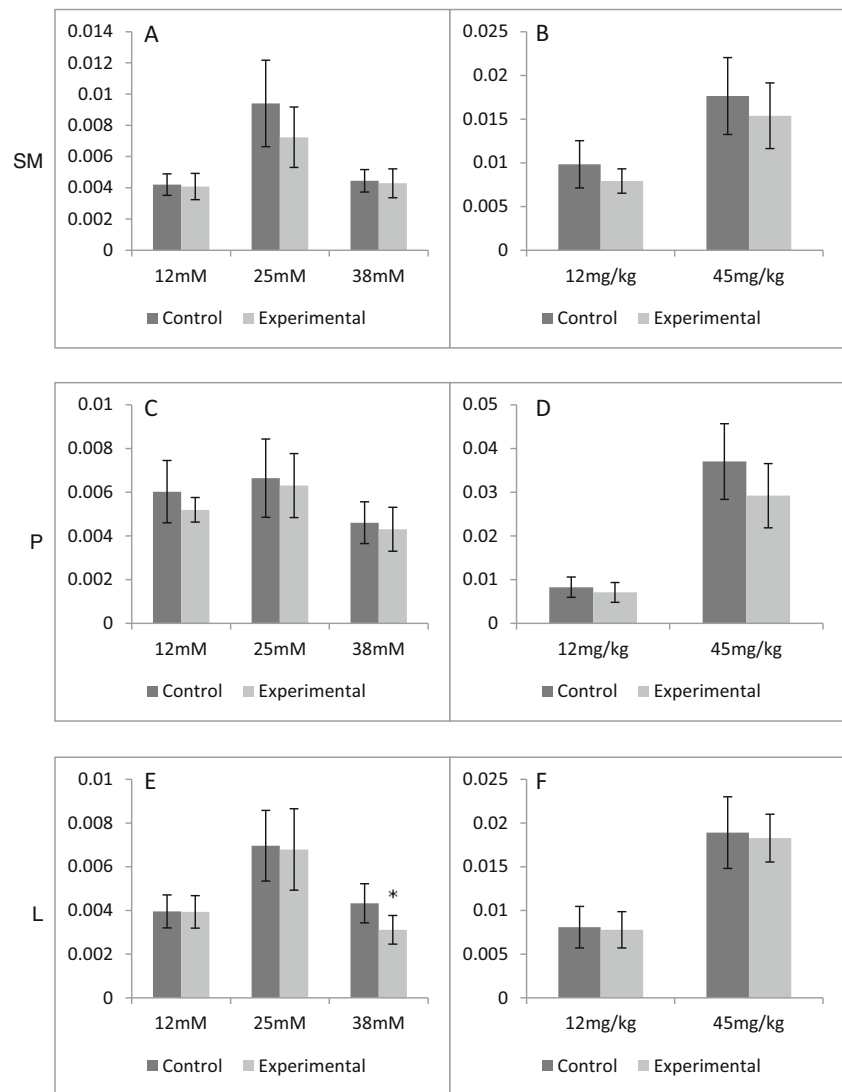 A
0.014
0.012
0.01
0.008
0.006
0.004
0.002
0
12mM 25mM 38mM
Control Experimental
SM
B
0.025
0.02
0.015
0.01
0.005
0
12mg/kg 45mg/kg
Control Experimental
C
0.01
0.008
0.006
0.004
0.002
0
12mM 25mM 38mM
Control Experimental
P
D
0.05
0.04
0.03
0.02
0.01
0
12mg/kg 45mg/kg
Control Experimental
E
0.01
0.008
0.006
0.004
0.002
0
*
12mM 25mM 38mM
Control Experimental
L
F
0.025
0.02
0.015
0.01
0.005
0
12mg/kg 45mg/kg
Control Experimental